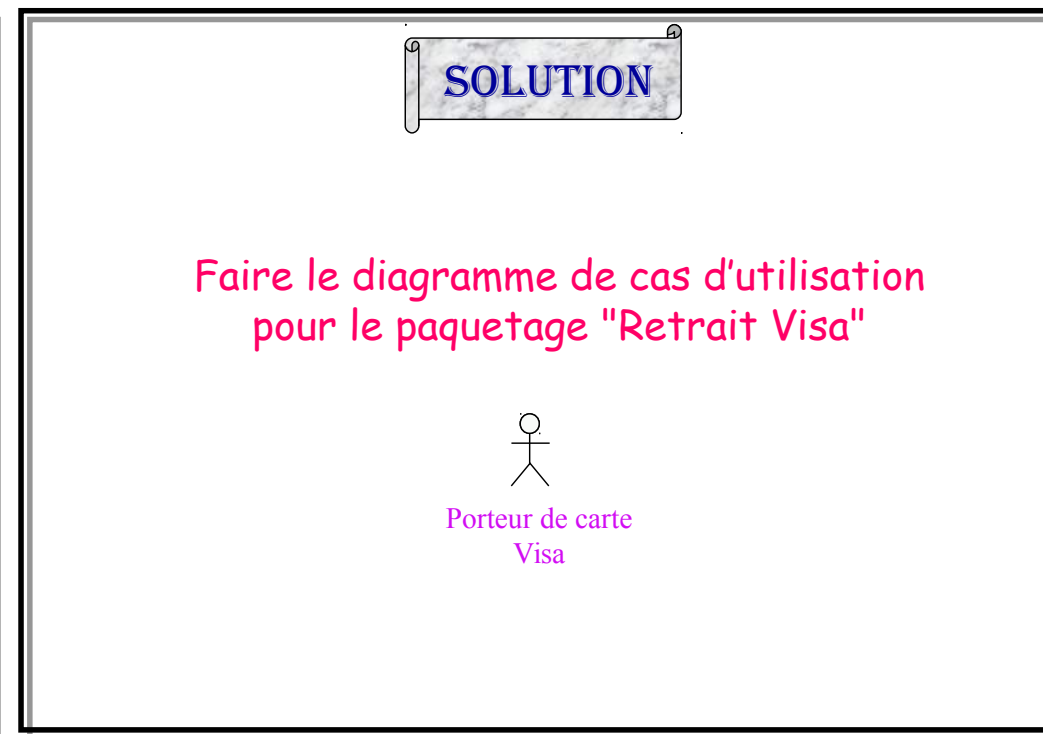 SOLUTION
Faire le diagramme de cas d'utilisation
pour le paquetage "Retrait Visa"
Porteur de carte
Visa